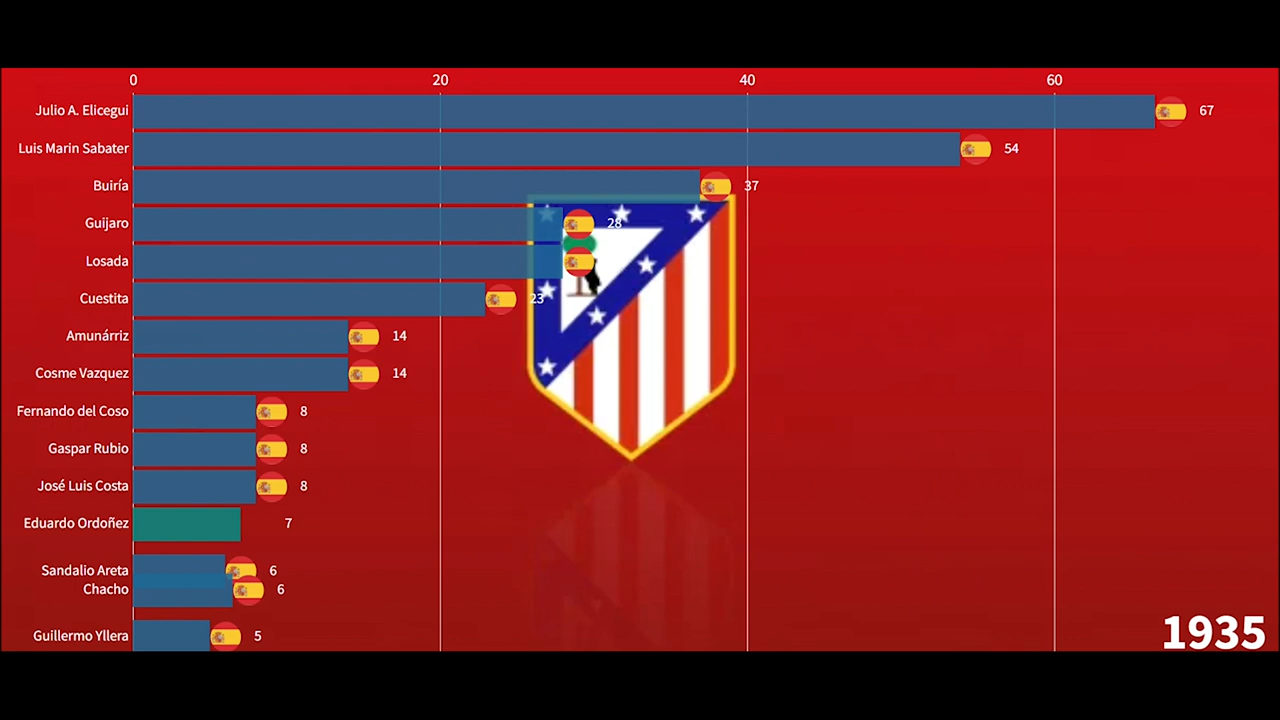 0 20 40 60
Julio A. Elicegui 67
Luis Marin Sabater 54
Buiría 37
Guijaro 28
Losada
Cuestita 23
Amunárriz 14
Cosme Vazquez 14
Fernando del Coso 8
Gaspar Rubio 8
José Luis Costa 8
Eduardo Ordoñez 7
Sandalio Areta 6
Chacho 6
Guillermo Yllera 5
1935